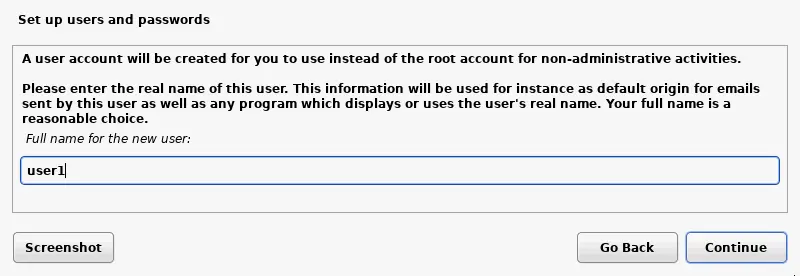 Set up users and passwords
A user account will be created for you to use instead of the root account for non-administrative activities.
Please enter the real name of this user. This information will be used for instance as default origin for emails
sent by this user as well as any program which displays or uses the user's real name. Your full name is a
reasonable choice.
Full name for the new user:
user1
Screenshot
Go Back
Continue